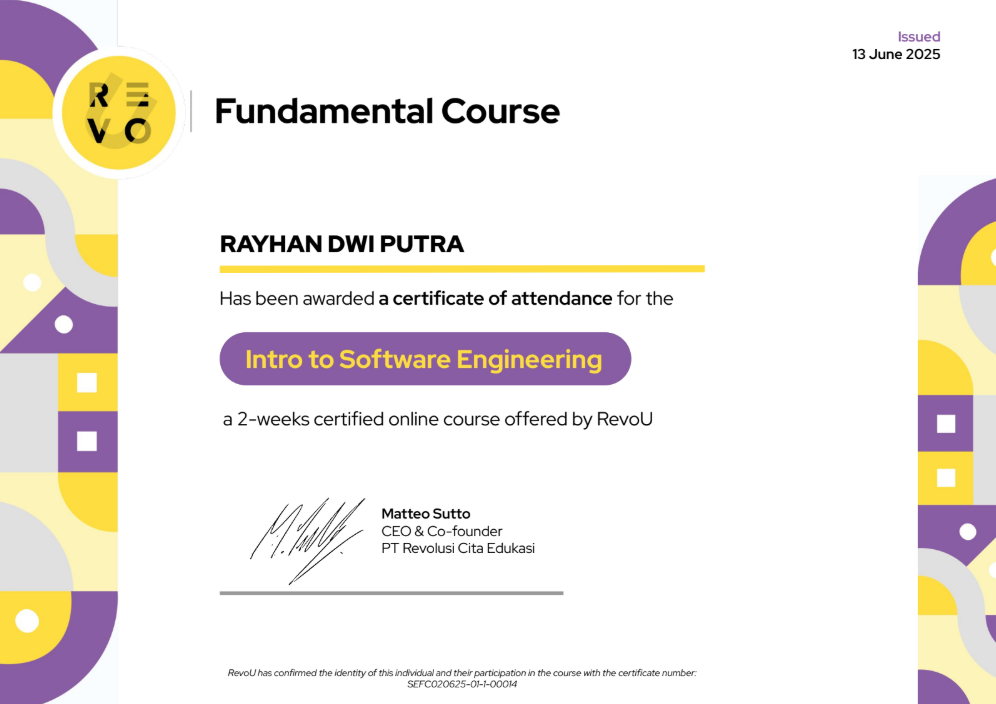 Issued
13 June 2025
RE
VO
Fundamental Course
RAYHAN DWI PUTRA
Has been awarded a certificate of attendance for the
Intro to Software Engineering
a 2-weeks certified online course offered by RevoU
Matteo Sutto
CEO & Co-founder
PT Revolusi Cita Edukasi
RevoU has confirmed the identity of this individual and their participation in the course with the certificate number:
SEFC020625-01-1-00014